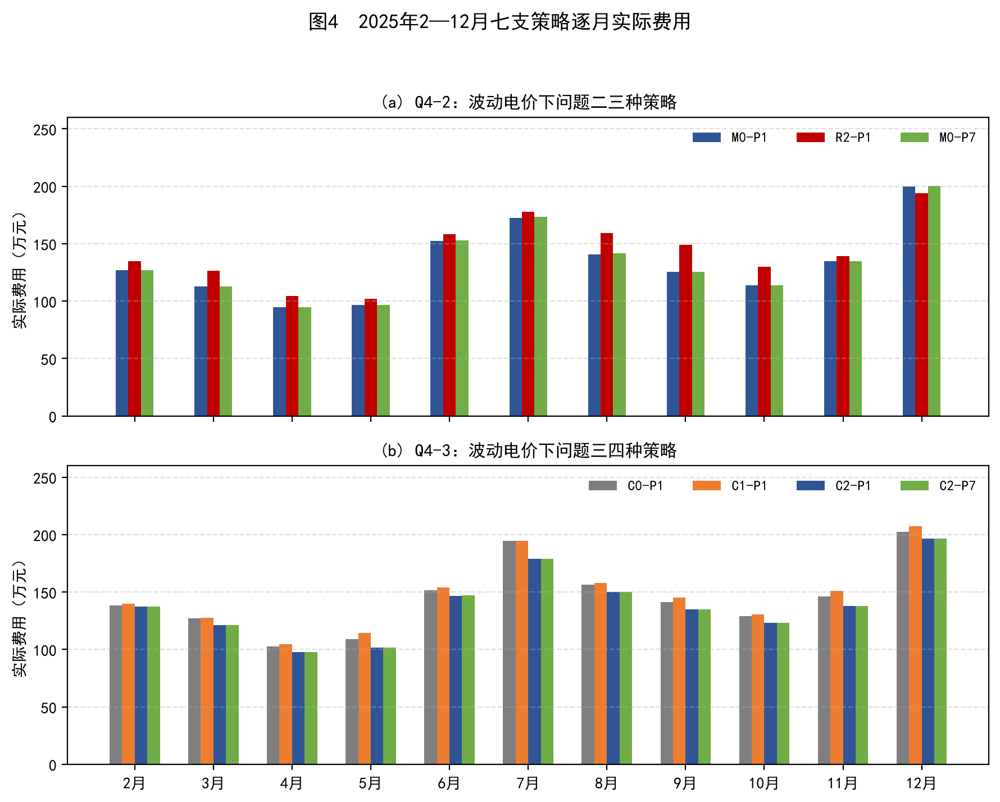 图4  2025年2—12月七支策略逐月实际费用
(a) Q4-2：波动电价下问题二三种策略
实际费用（万元）
250
200
150
100
50
0
M0-P1
R2-P1
M0-P7
(b) Q4-3：波动电价下问题三四种策略
实际费用（万元）
250
200
150
100
50
0
C0-P1
C1-P1
C2-P1
C2-P7
2月
3月
4月
5月
6月
7月
8月
9月
10月
11月
12月